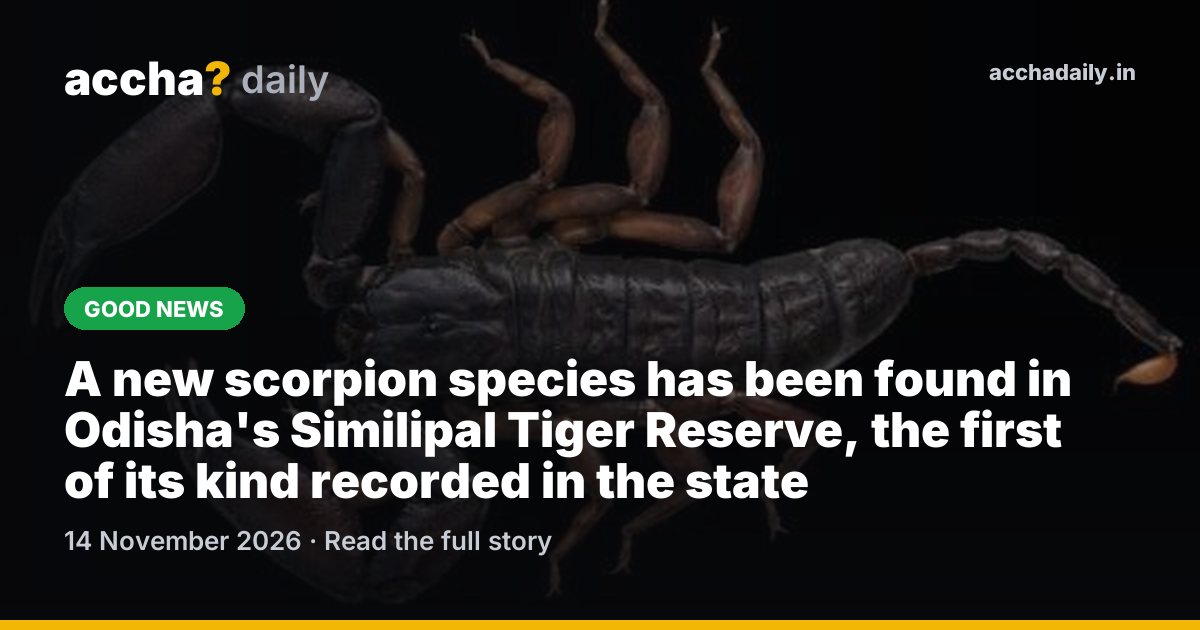 accha? daily
acchadaily.in
GOOD NEWS
A new scorpion species has been found in
Odisha's Similipal Tiger Reserve, the first
of its kind recorded in the state
14 November 2026 · Read the full story